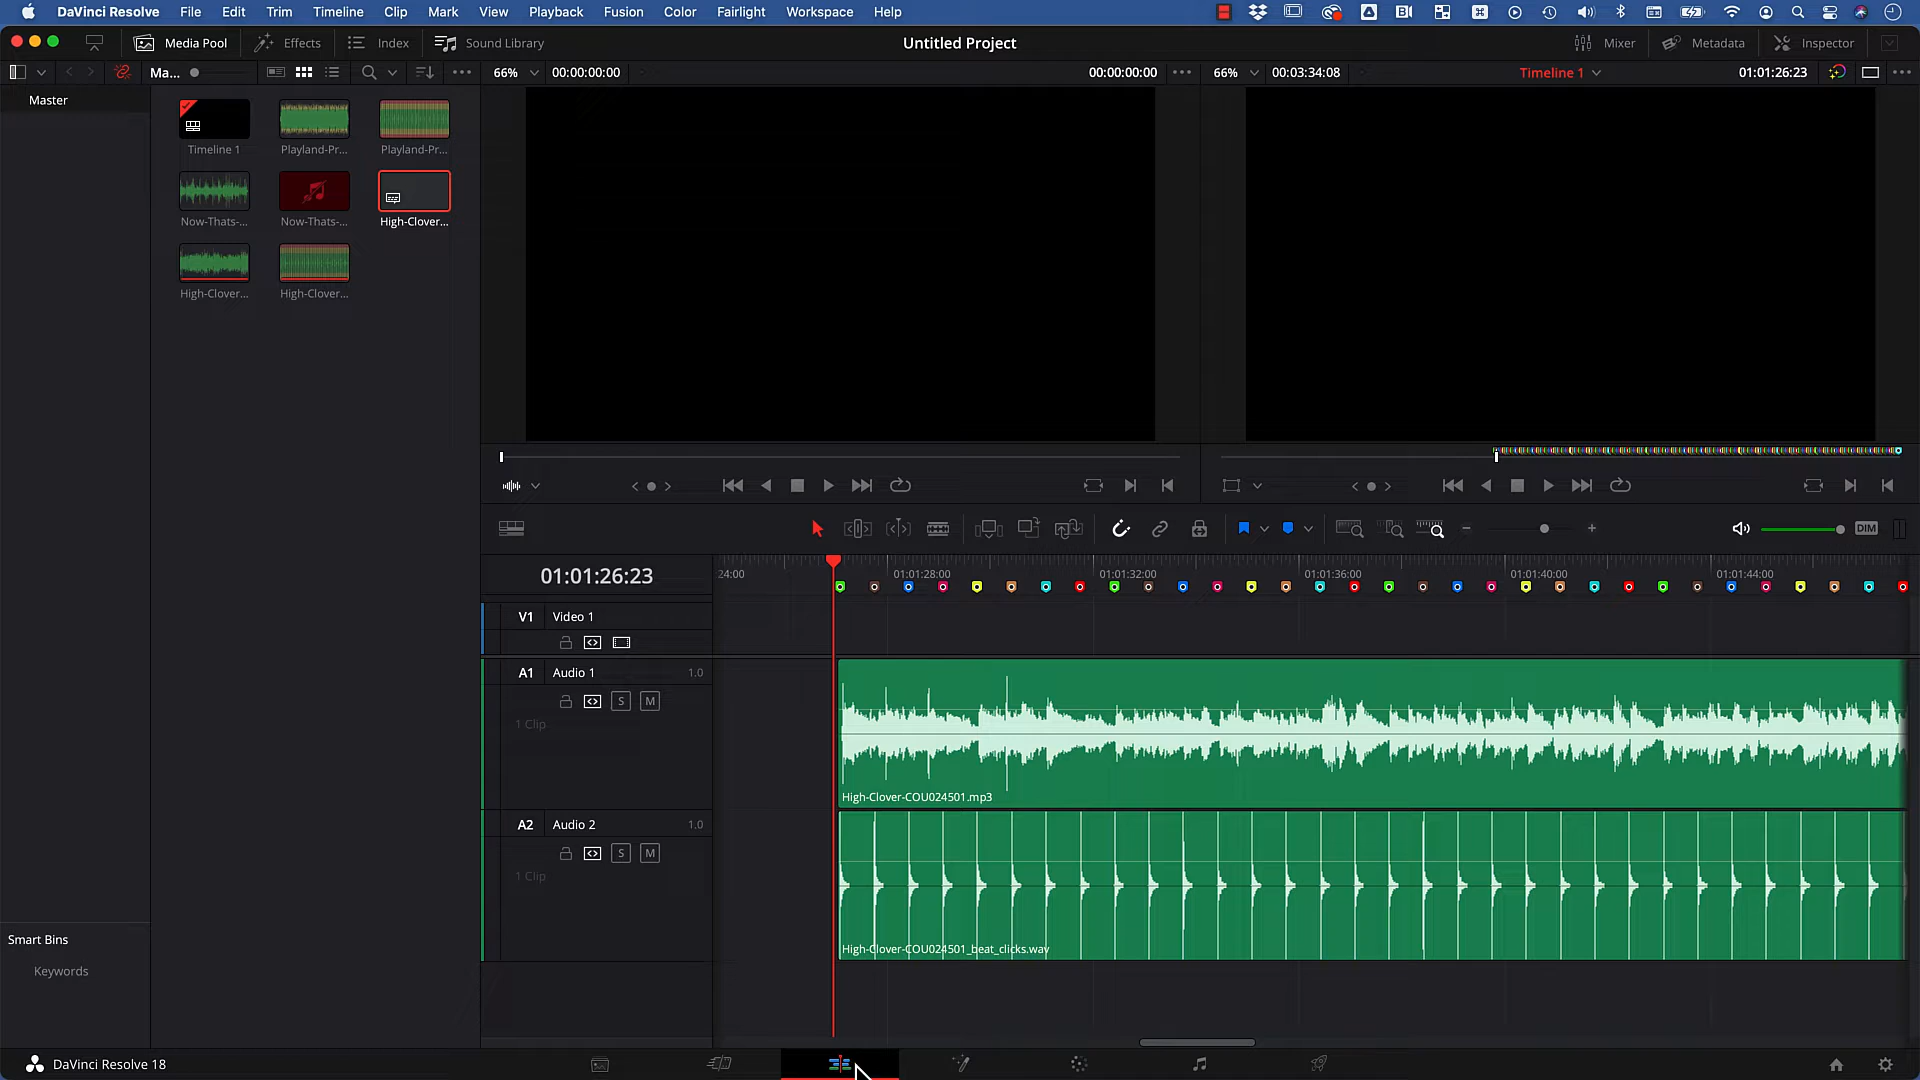 DaVinci Resolve File Edit Trim Timeline Clip Mark View Playback Fusion Color Fairlight Workspace Help
Media Pool Effects Index Sound Library Untitled Project Mixer Metadata Inspector
Ma... 66% 00:00:00:00 00:00:00:00 66% 00:03:34:08 Timeline 1 01:01:26:23
Master
Timeline 1 Playland-Pr... Playland-Pr...
Now-Thats-... Now-Thats-... High-Clover...
High-Clover... High-Clover...
DIM
01:01:26:23 24:00 01:01:28:00 01:01:32:00 01:01:36:00 01:01:40:00 01:01:44:00
V1 Video 1
A1 Audio 1 1.0
S M
1 Clip
High-Clover-COU024501.mp3
A2 Audio 2 1.0
S M
1 Clip
High-Clover-COU024501_beat_clicks.wav
Smart Bins
Keywords
DaVinci Resolve 18